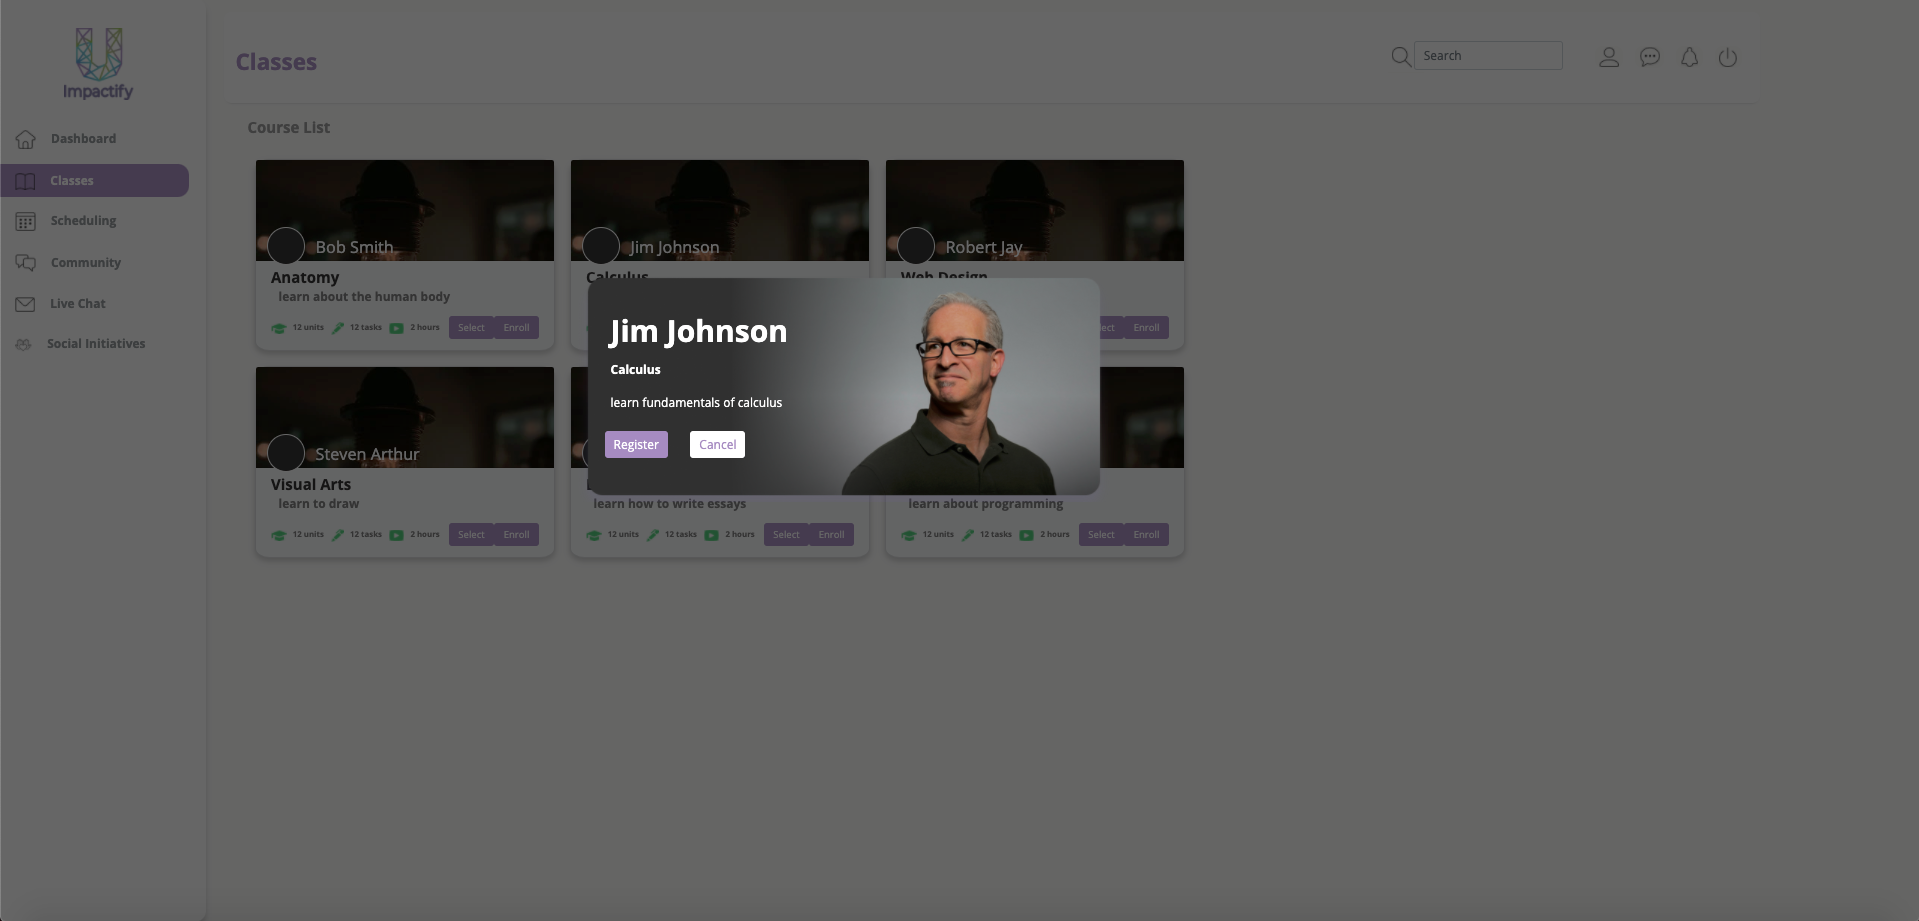 Impactify
Classes
Search
Dashboard
Classes
Scheduling
Community
Live Chat
Social Initiatives
Course List
Bob Smith
Anatomy
learn about the human body
12 units 12 tasks 2 hours Select Enroll
Jim Johnson
Calculus
Robert Jay
Web Design
Enroll
Jim Johnson
Calculus
learn fundamentals of calculus
Register Cancel
Steven Arthur
Visual Arts
learn to draw
12 units 12 tasks 2 hours Select Enroll
learn how to write essays
12 units 12 tasks 2 hours Select Enroll
learn about programming
12 units 12 tasks 2 hours Select Enroll